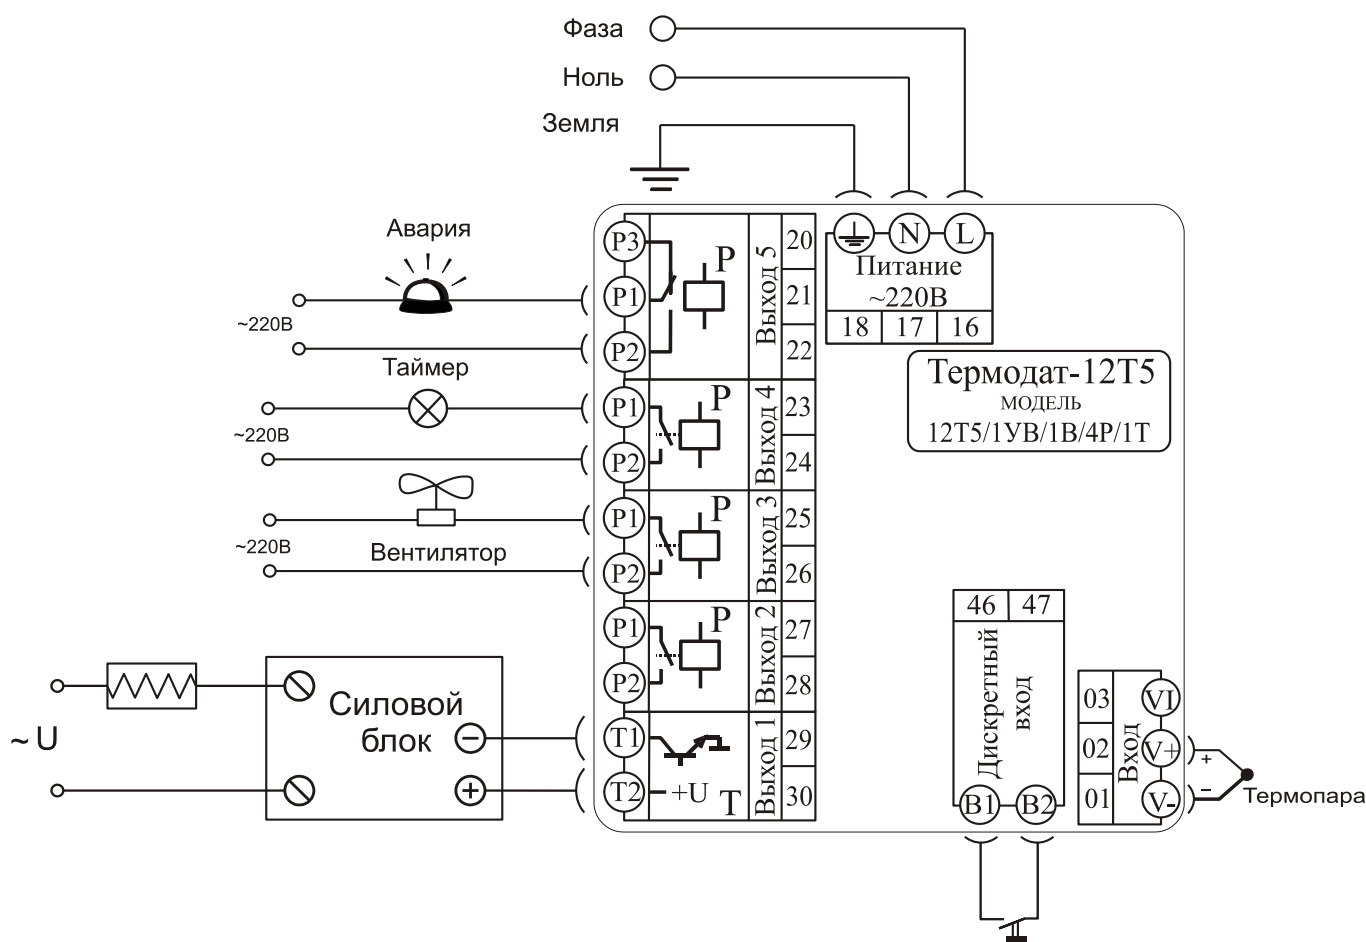 Фаза
Ноль
Земля
Авария
~220В
Таймер
~220В
~220В
Вентилятор
~ U
Силовой
блок
P3
P1
P2
P
Выход 5
20
21
22
P1
P2
P
Выход 4
23
24
P1
P2
P
Выход 3
25
26
P1
P2
P
Выход 2
27
28
T1
T2
+U
T
Выход 1
29
30
N
L
Питание
~220В
18
17
16
Термодат-12Т5
МОДЕЛЬ
12Т5/1УВ/1В/4Р/1Т
46
47
Дискретный
вход
B1
B2
03
02
01
Вход
VI
V+
V-
+
−
Термопара